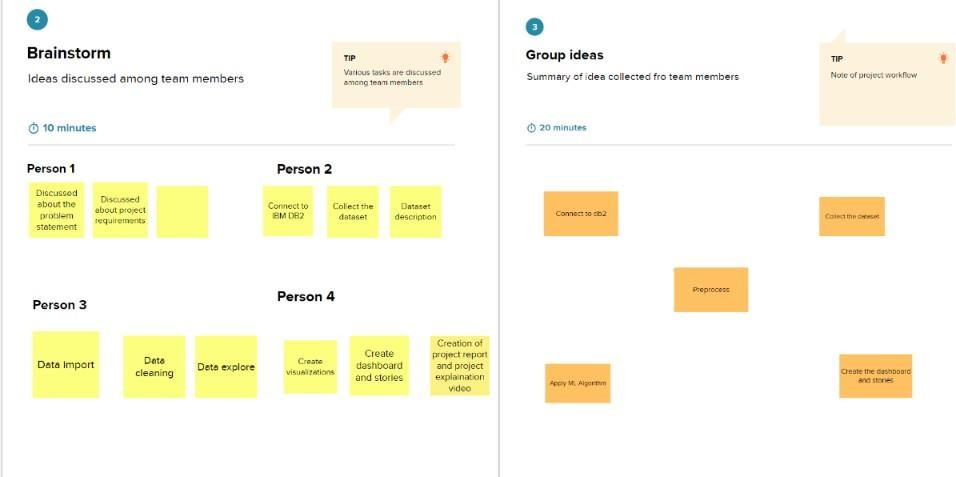 2
Brainstorm
Ideas discussed among team members
TIP
Various tasks are discussed
among team members
10 minutes
Person 1
Discussed
about the
problem
statement
Discussed
about project
requirements
Person 2
Connect to
IBM DB2
Collect the
dataset
Dataset
description
Person 3
Data Import
Data
cleaning
Data explore
Person 4
Create
visualizations
Create
dashboard
and stories
Creation of
project report
and project
explaination
video
3
Group ideas
Summary of idea collected fro team members
TIP
Note of project workflow
20 minutes
Connect to db2
Collect the dataset
Preprocess
Apply ML Algorithm
Create the dashboard
and stories